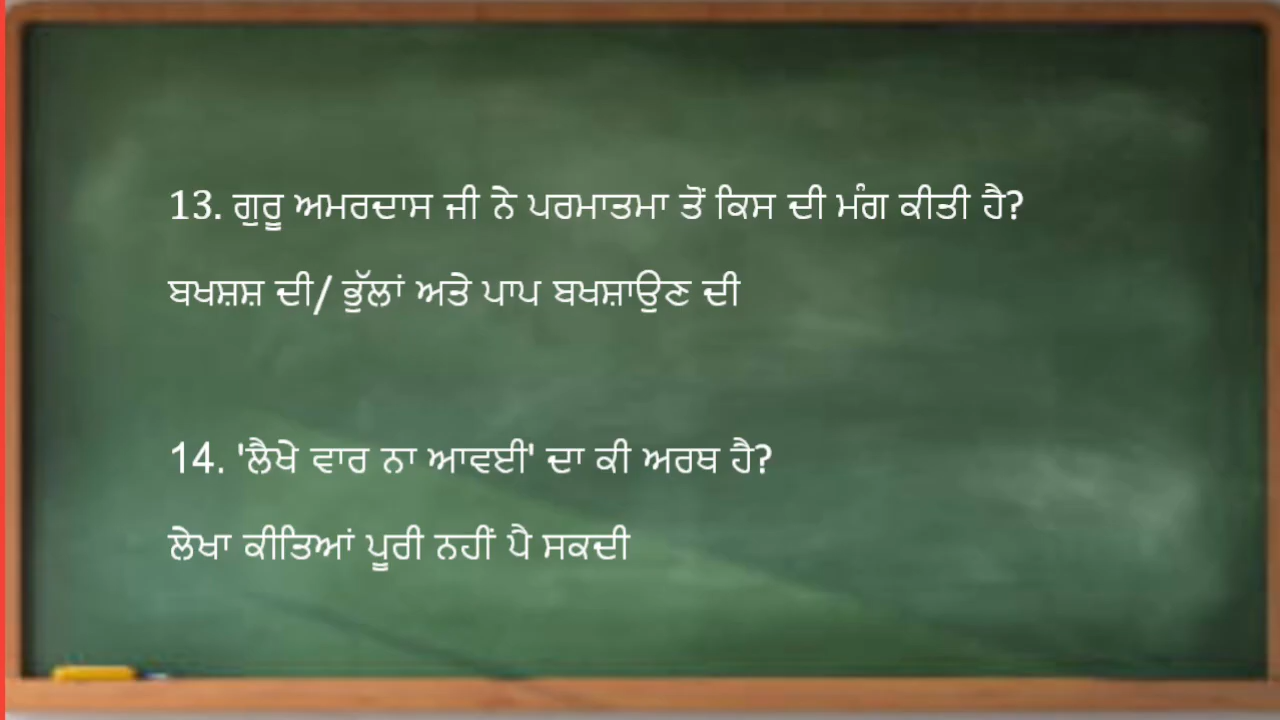 13. ਗੁਰੂ ਅਮਰਦਾਸ ਜੀ ਨੇ ਪਰਮਾਤਮਾ ਤੋਂ ਕਿਸ ਦੀ ਮੰਗ ਕੀਤੀ ਹੈ?
ਬਖਸ਼ਸ਼ ਦੀ/ ਭੁੱਲਾਂ ਅਤੇ ਪਾਪ ਬਖਸ਼ਾਉਣ ਦੀ
14. 'ਲੈਖੇ ਵਾਰ ਨਾ ਆਵਈ' ਦਾ ਕੀ ਅਰਥ ਹੈ?
ਲੇਖਾ ਕੀਤਿਆਂ ਪੂਰੀ ਨਹੀਂ ਪੈ ਸਕਦੀ